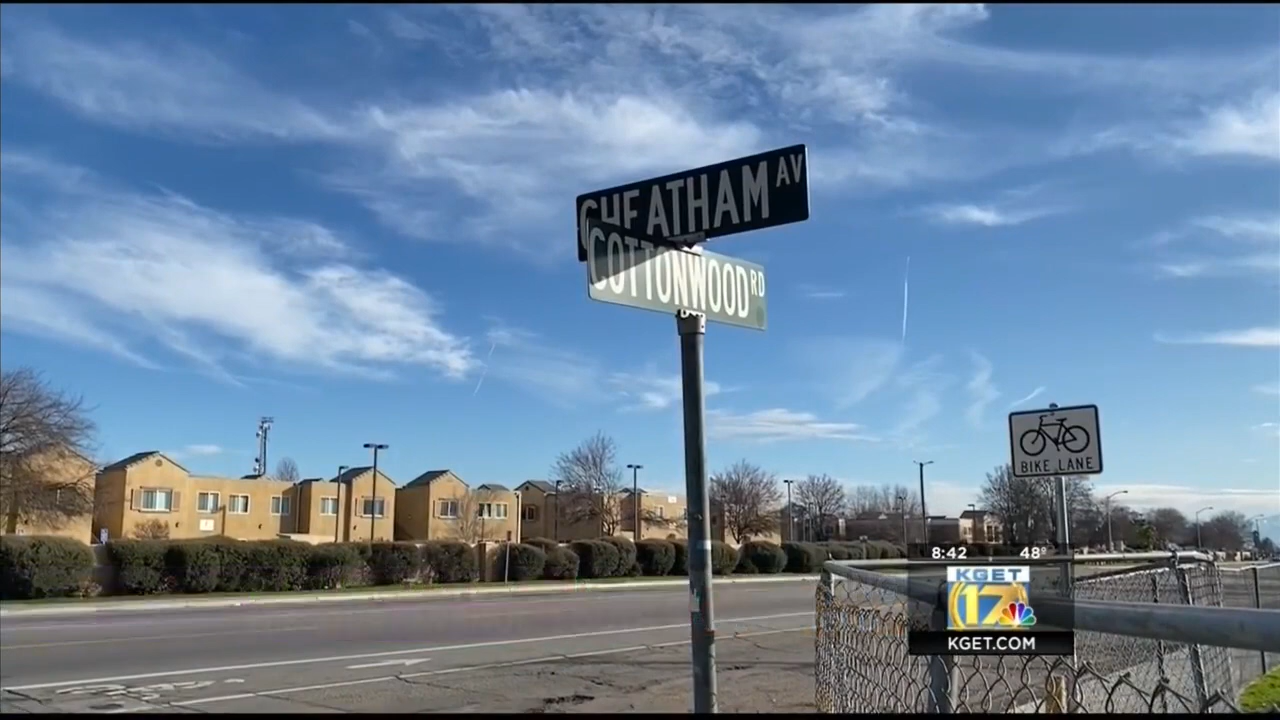 CHEATHAM AV
COTTONWOOD RD
BIKE LANE
8:42 48°
KGET
17
KGET.COM